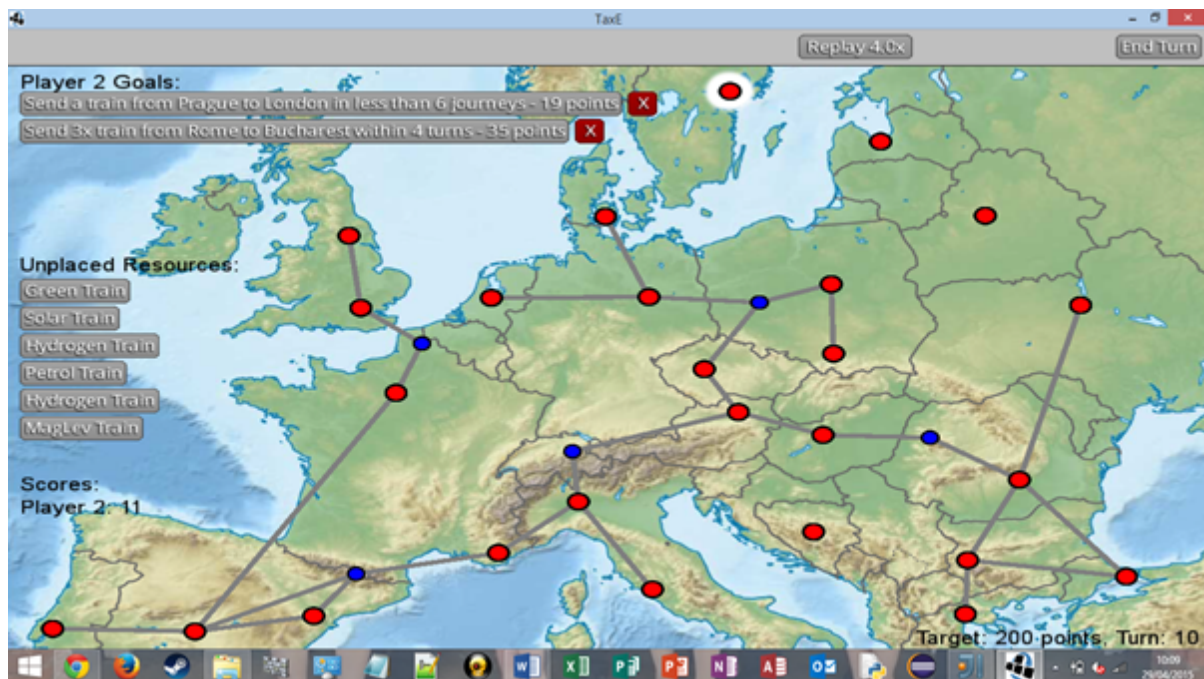 TaxE
Replay 4.0x
End Turn
Player 2 Goals:
Send a train from Prague to London in less than 6 journeys - 19 points X
Send 3x train from Rome to Bucharest within 4 turns - 35 points X
Unplaced Resources:
Green Train
Solar Train
Hydrogen Train
Petrol Train
Hydrogen Train
MagLev Train
Scores:
Player 2: 11
Target: 200 points, Turn: 10
10:09
29/04/2015